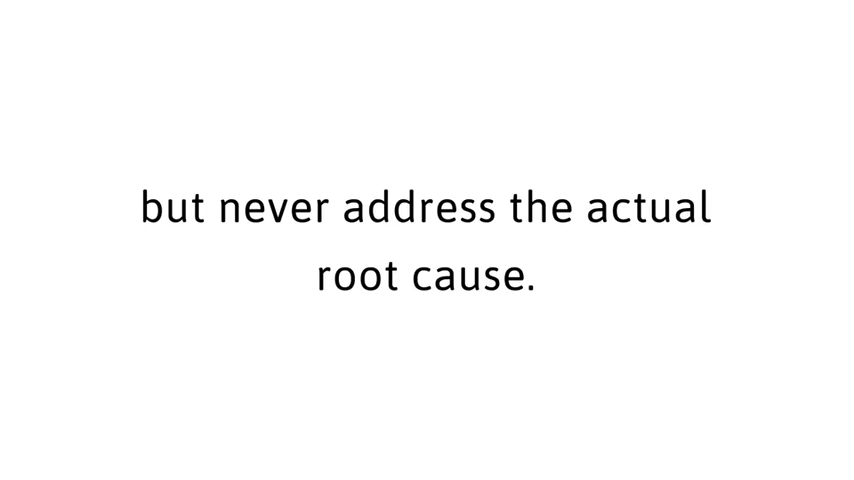 but never address the actual
root cause.